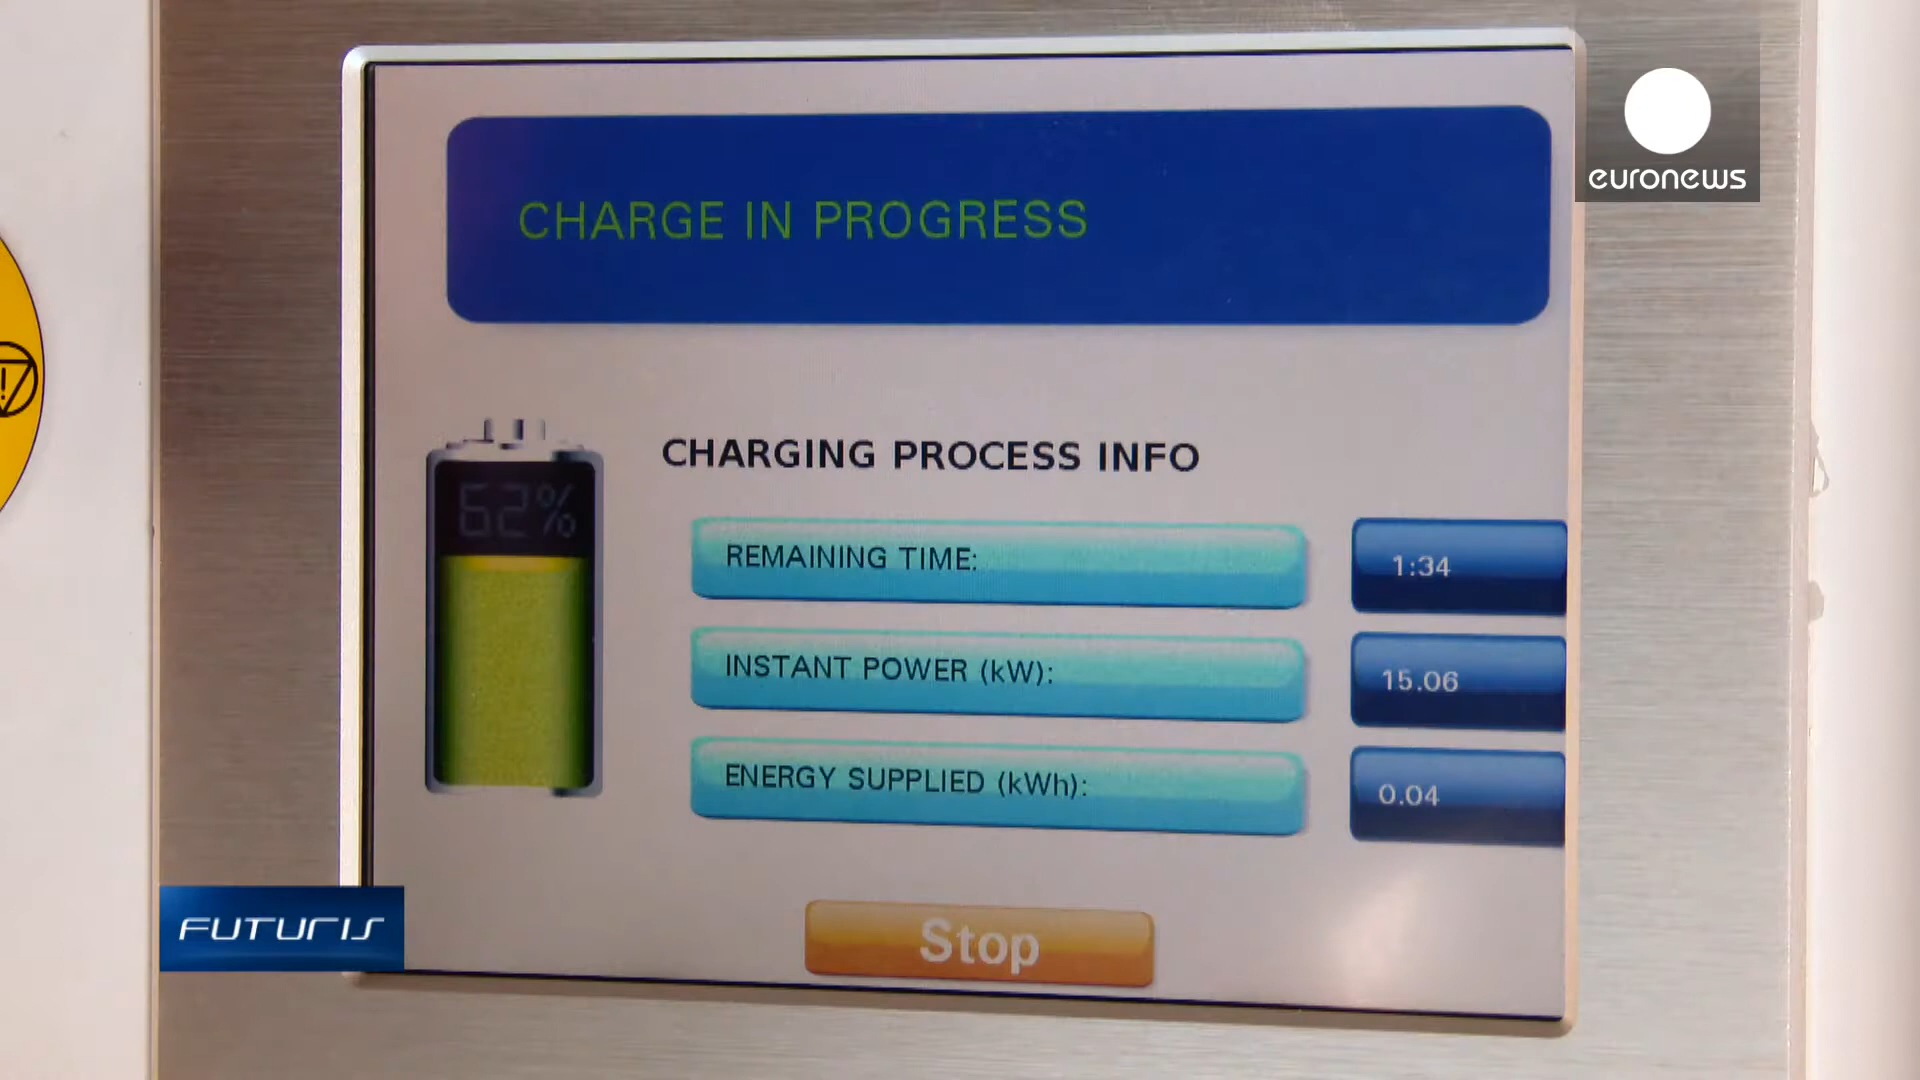 euronews
CHARGE IN PROGRESS
CHARGING PROCESS INFO
62%
REMAINING TIME: 1:34
INSTANT POWER (kW): 15.06
ENERGY SUPPLIED (kWh): 0.04
Stop
FUTURIS